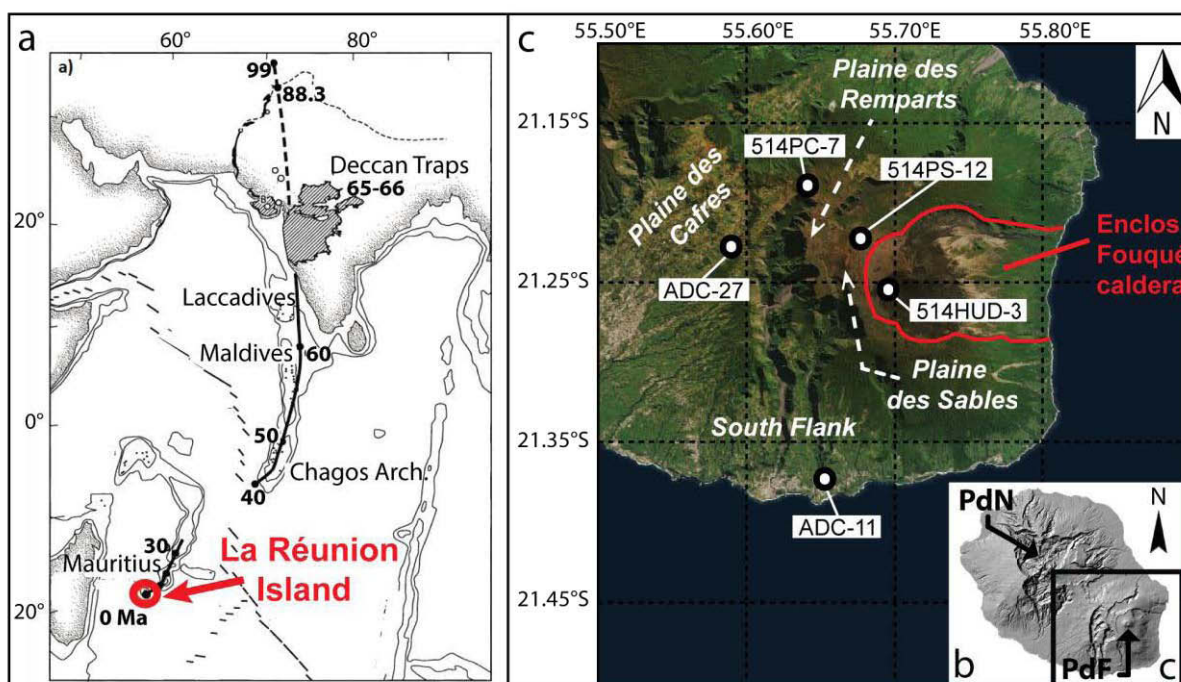 a
a)
60°
80°
99
88.3
Deccan Traps
65-66
20°
Laccadives
Maldives
60
0°
50
Chagos Arch.
40
30
Mauritius
La Réunion
Island
0 Ma
20°
c
55.50°E
55.60°E
55.70°E
55.80°E
N
21.15°S
21.25°S
21.35°S
21.45°S
Plaine des
Remparts
514PC-7
514PS-12
Plaine des
Cafres
ADC-27
Enclos
Fouqué
caldera
514HUD-3
Plaine
des Sables
South Flank
ADC-11
PdN
N
PdF
b
c